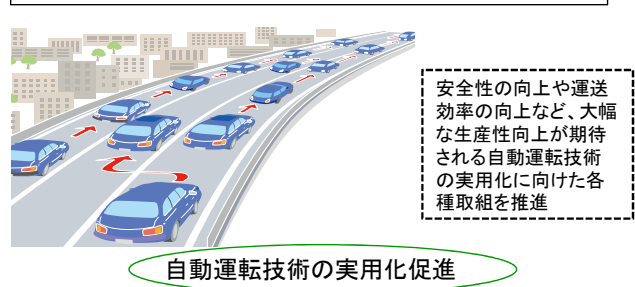 安全性の向上や運送
効率の向上など、大幅
な生産性向上が期待
される自動運転技術
の実用化に向けた各
種取組を推進
自動運転技術の実用化促進